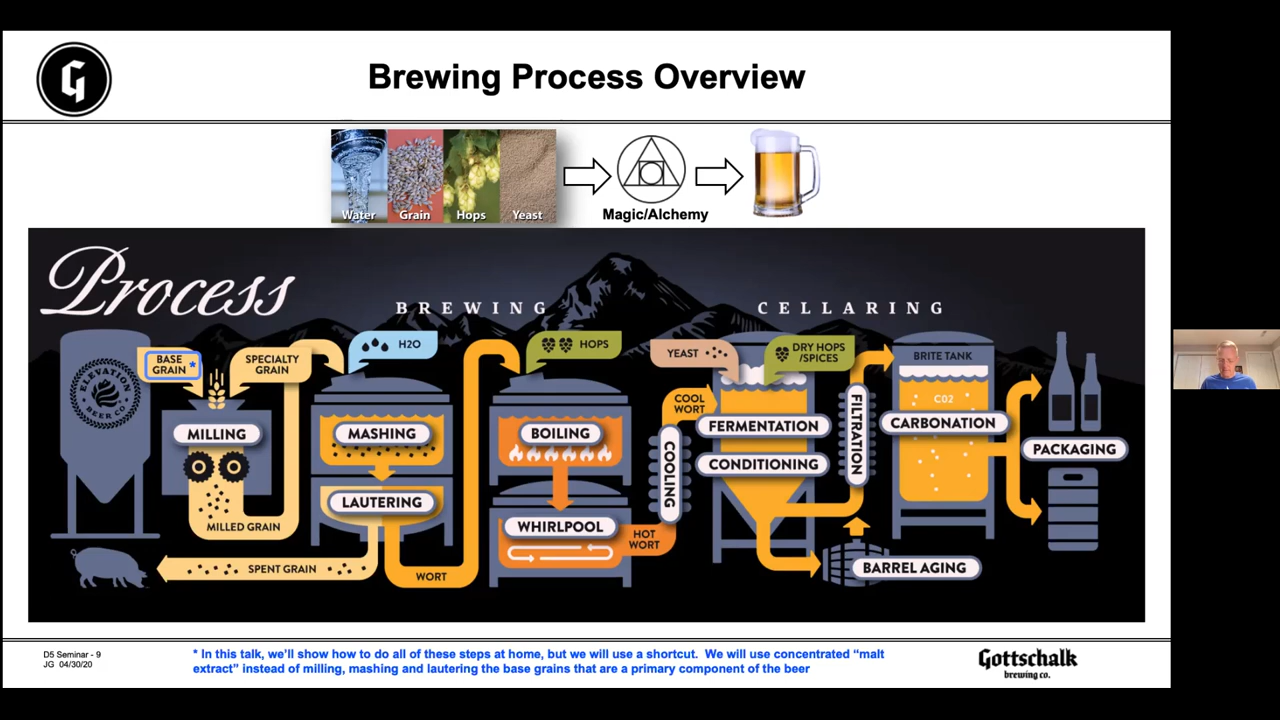 G
Brewing Process Overview
Water Grain Hops Yeast
Magic/Alchemy
Process
BREWING
CELLARING
ELEVATION
BEER CO.
BASE
GRAIN *
SPECIALTY
GRAIN
H2O
HOPS
YEAST
DRY HOPS
/SPICES
BRITE TANK
MILLING
MASHING
BOILING
COOL
WORT
CO2
FERMENTATION
CARBONATION
FILTRATION
PACKAGING
COOLING
CONDITIONING
LAUTERING
MILLED GRAIN
WHIRLPOOL
HOT
WORT
SPENT GRAIN
WORT
BARREL AGING
D5 Seminar - 9
JG 04/30/20
* In this talk, we'll show how to do all of these steps at home, but we will use a shortcut. We will use concentrated “malt
extract” instead of milling, mashing and lautering the base grains that are a primary component of the beer
Gottschalk
brewing co.